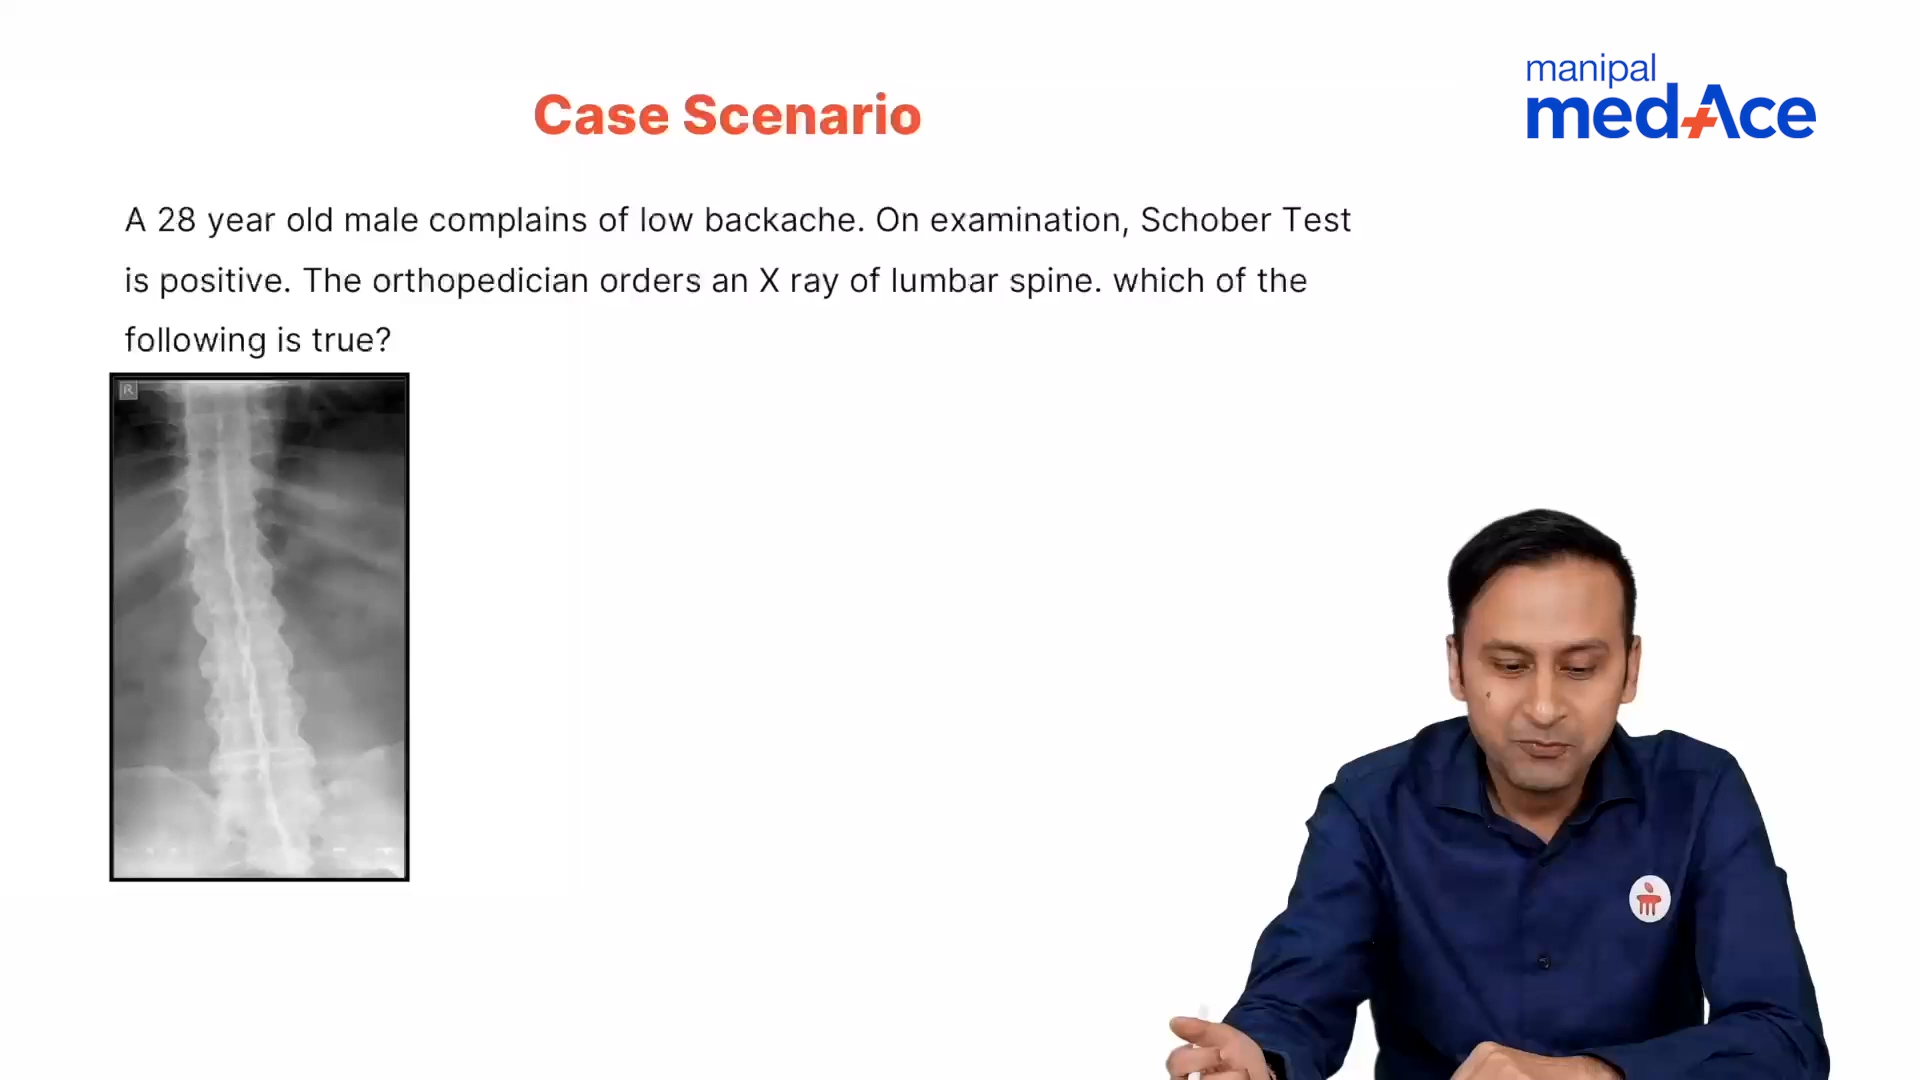 manipal
medAce
Case Scenario
A 28 year old male complains of low backache. On examination, Schober Test
is positive. The orthopedician orders an X ray of lumbar spine. which of the
following is true?
R